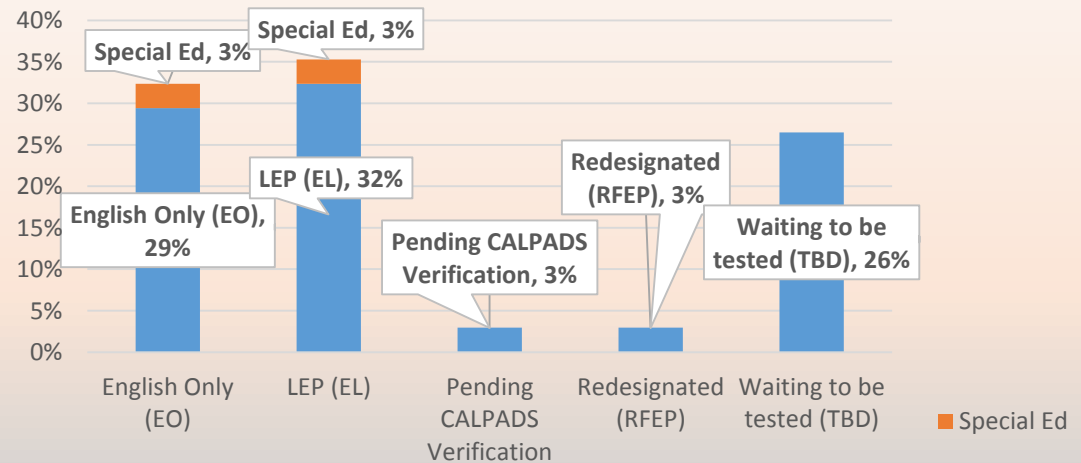 40%
35%
30%
25%
20%
15%
10%
5%
0%
Special Ed, 3%
Special Ed, 3%
English Only (EO),
29%
LEP (EL), 32%
Pending CALPADS
Verification, 3%
Redesignated
(RFEP), 3%
Waiting to be
tested (TBD), 26%
English Only
(EO)
LEP (EL)
Pending
CALPADS
Verification
Redesignated
(RFEP)
Waiting to be
tested (TBD)
Special Ed